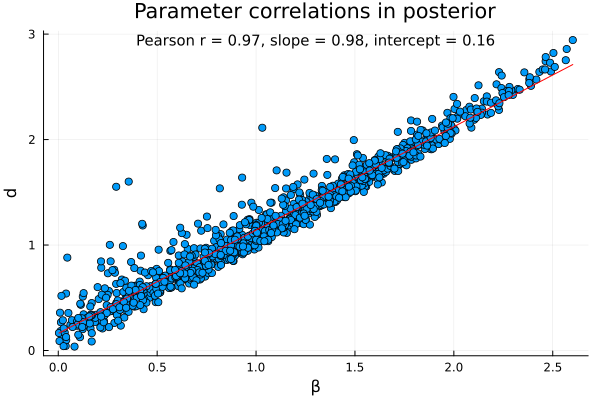 Parameter correlations in posterior
Pearson r = 0.97, slope = 0.98, intercept = 0.16
3
2
1
0
d
0.0 0.5 1.0 1.5 2.0 2.5
β